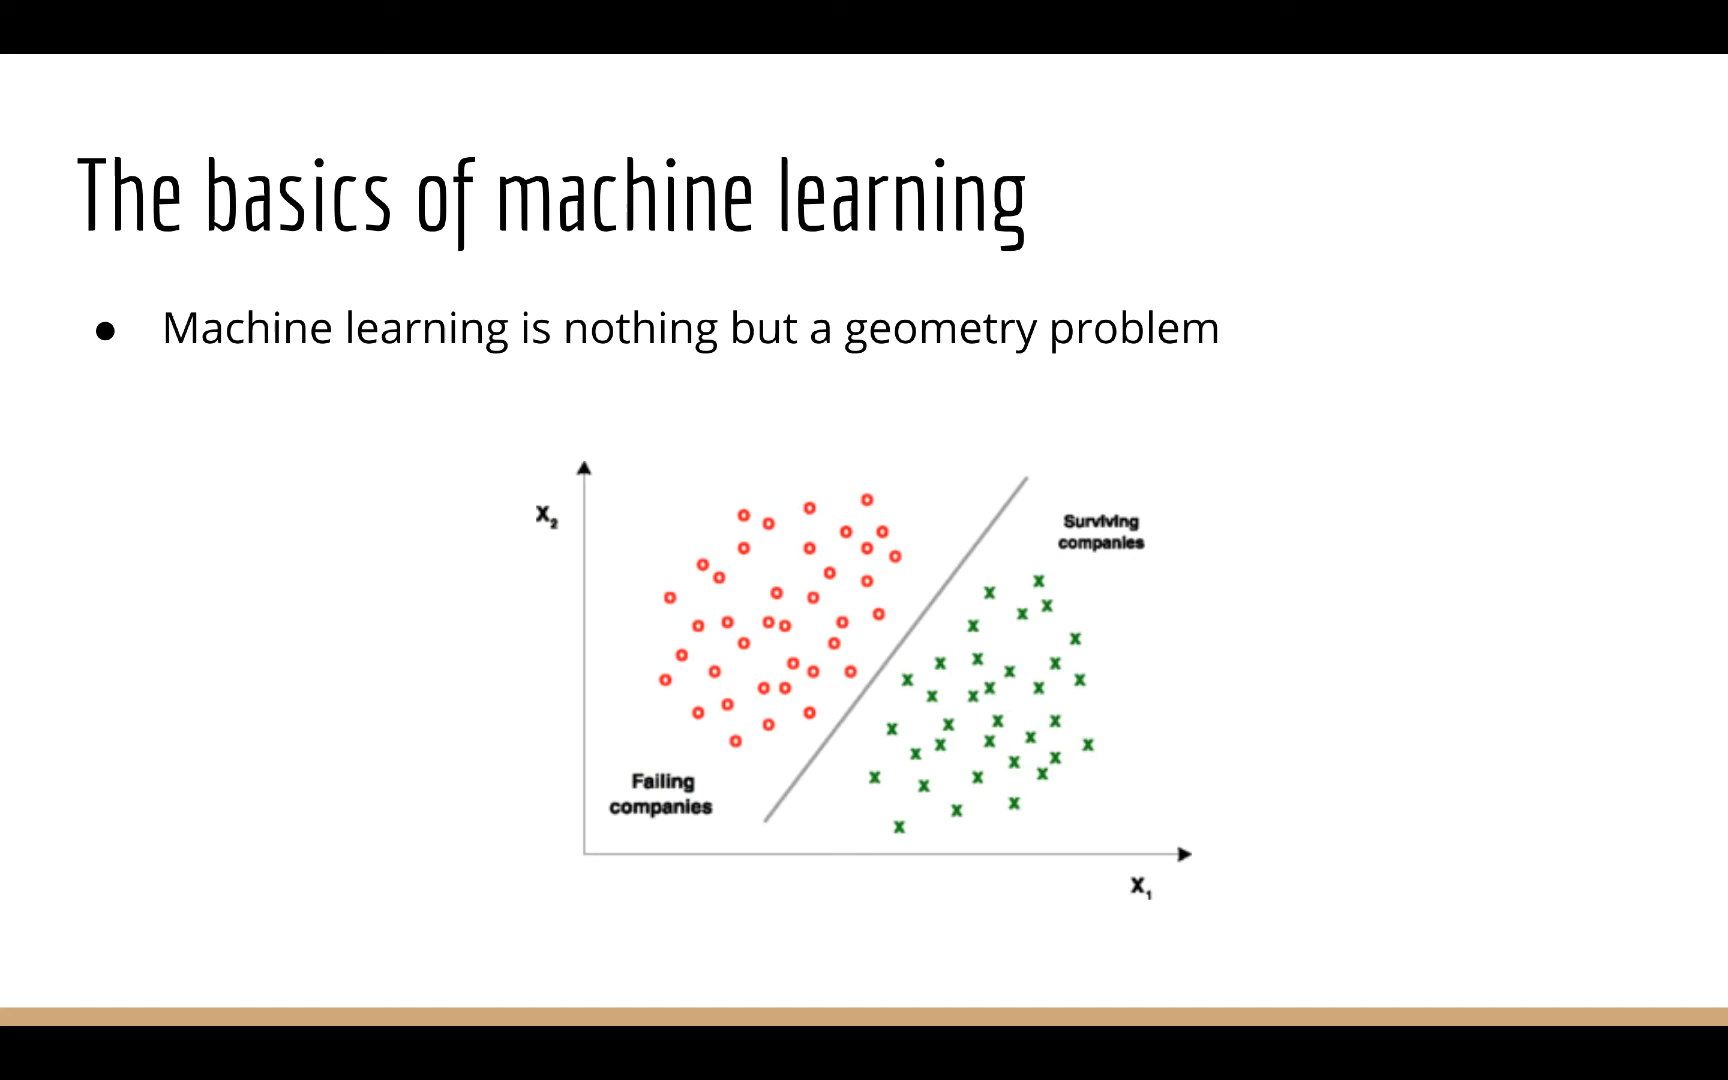 The basics of machine learning
● Machine learning is nothing but a geometry problem
X₂
Surviving
companies
Failing
companies
X₁